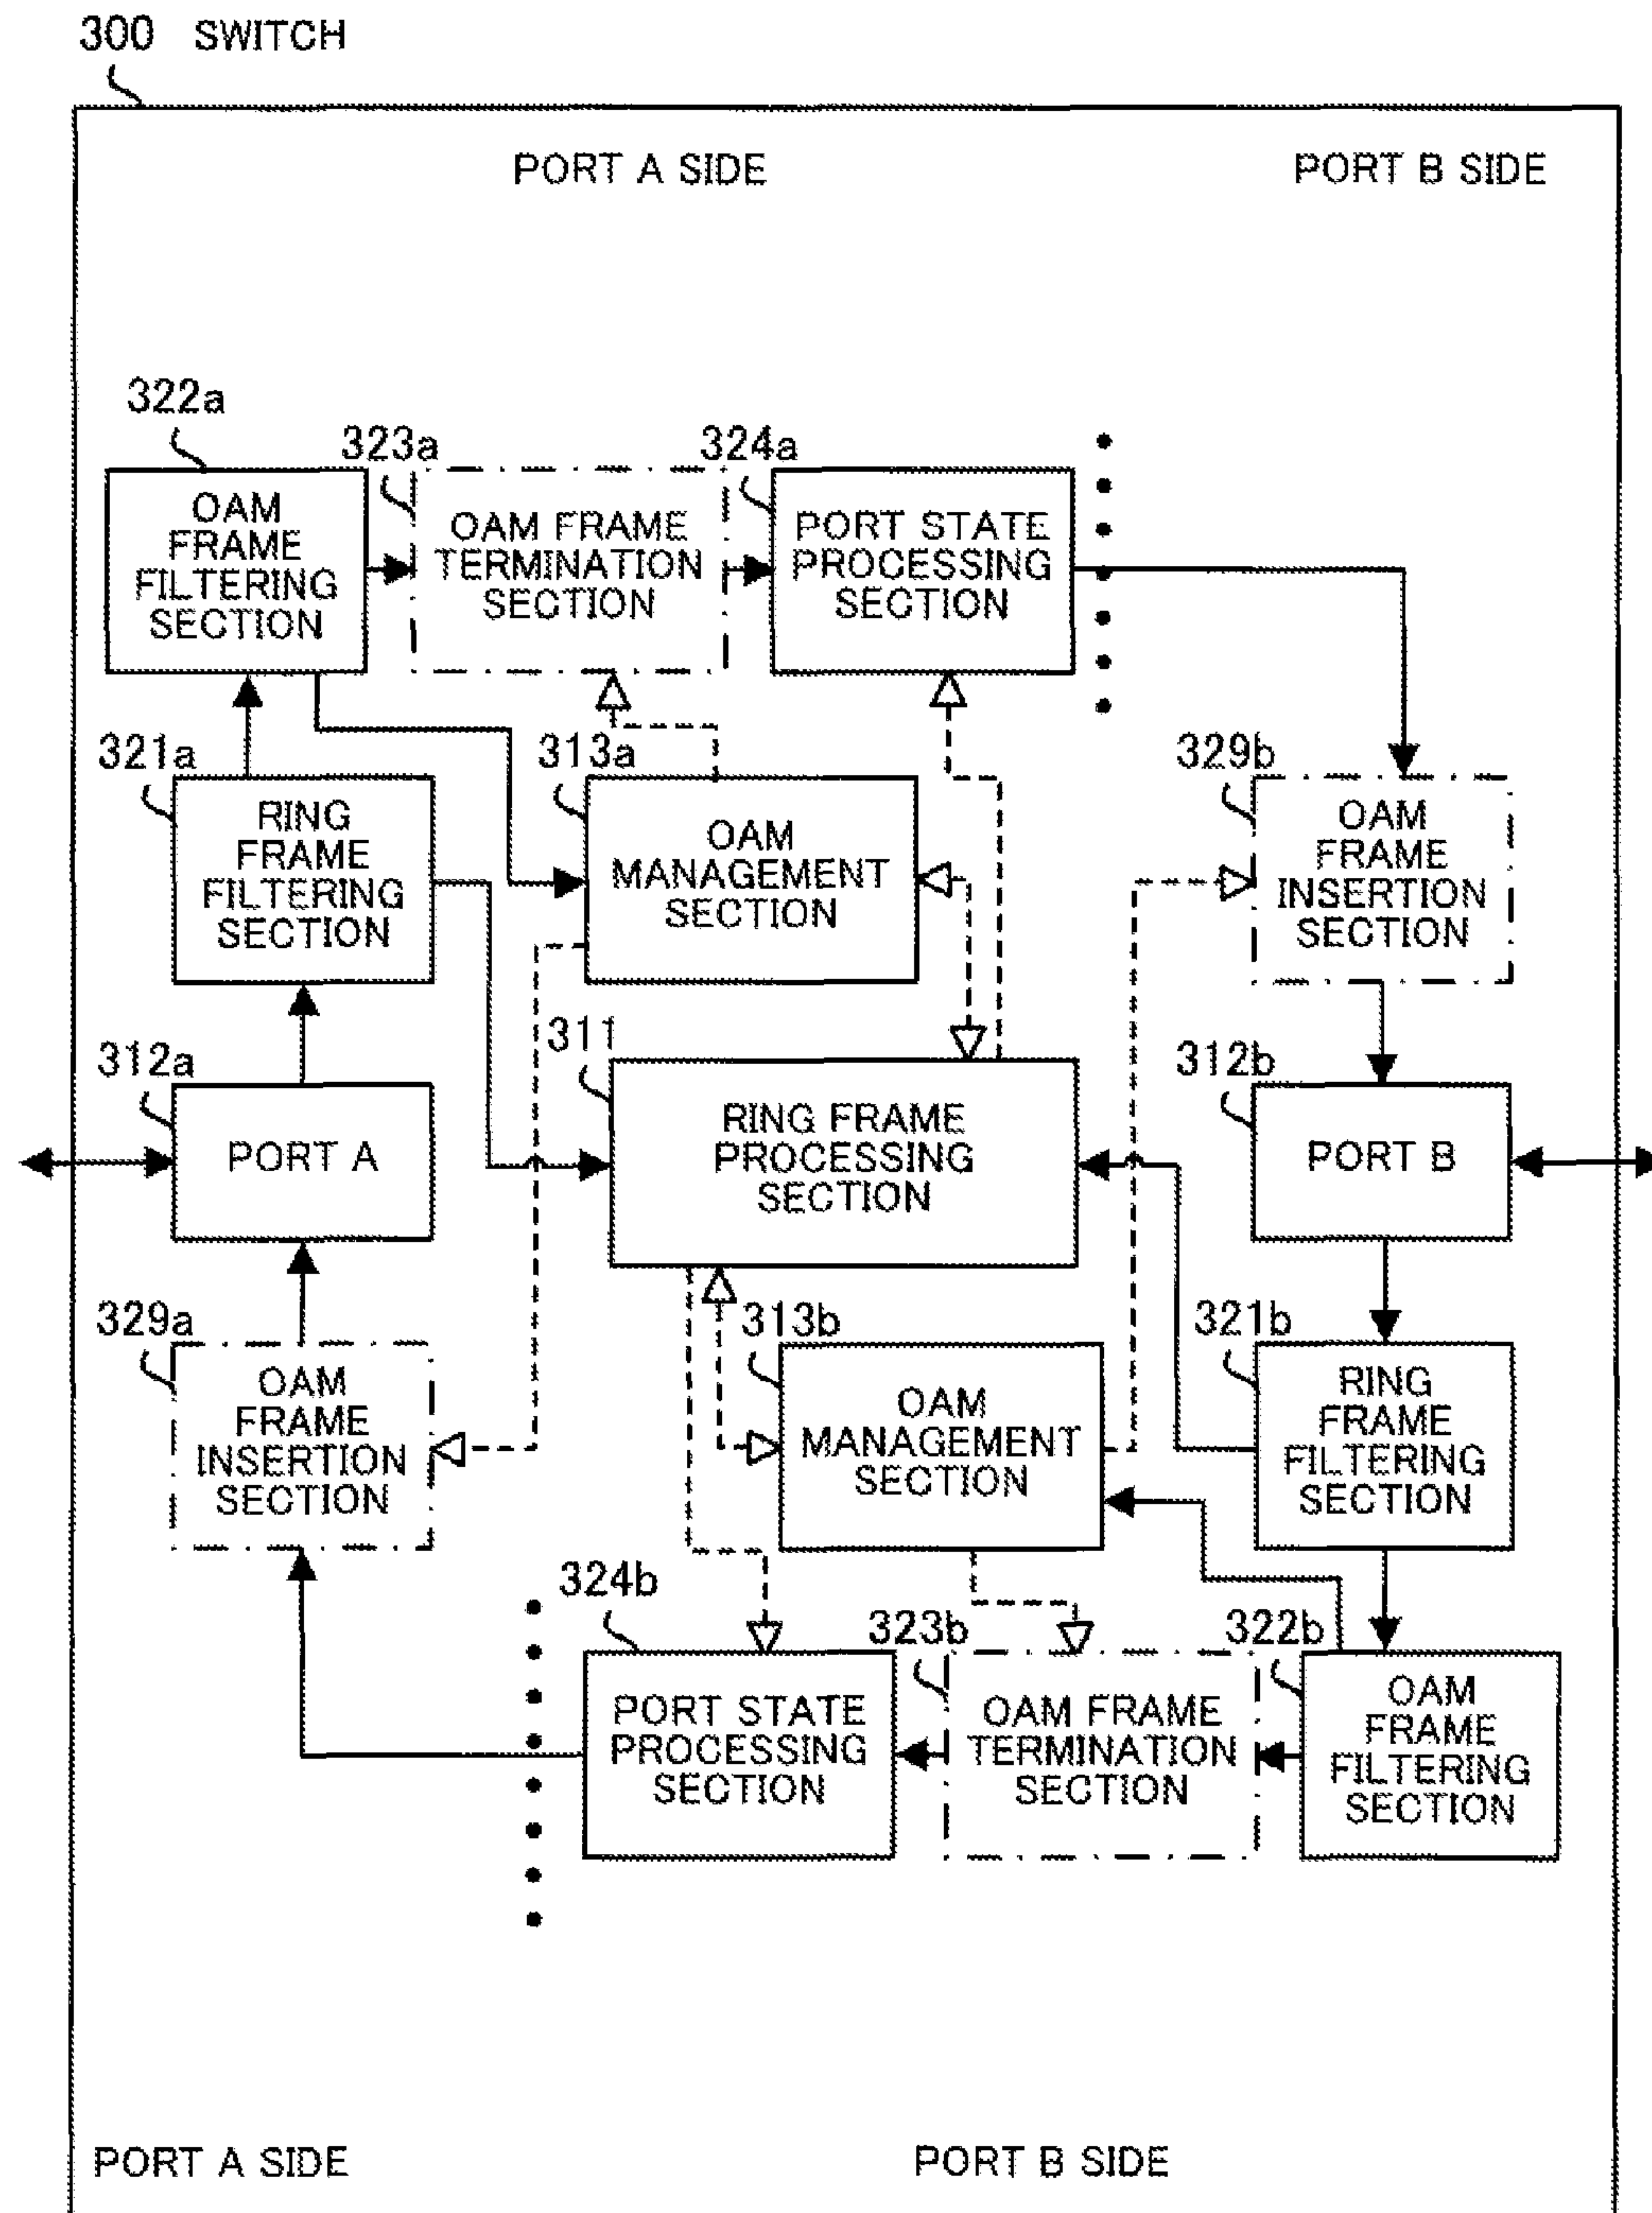 300 SWITCH
PORT A SIDE
PORT B SIDE
322a
OAM
FRAME
FILTERING
SECTION
323a
OAM FRAME
TERMINATION
SECTION
324a
PORT STATE
PROCESSING
SECTION
321a
RING
FRAME
FILTERING
SECTION
313a
OAM
MANAGEMENT
SECTION
329b
OAM
FRAME
INSERTION
SECTION
312a
PORT A
311
RING FRAME
PROCESSING
SECTION
312b
PORT B
329a
OAM
FRAME
INSERTION
SECTION
313b
OAM
MANAGEMENT
SECTION
321b
RING
FRAME
FILTERING
SECTION
324b
PORT STATE
PROCESSING
SECTION
323b
OAM FRAME
TERMINATION
SECTION
322b
OAM
FRAME
FILTERING
SECTION
PORT A SIDE
PORT B SIDE